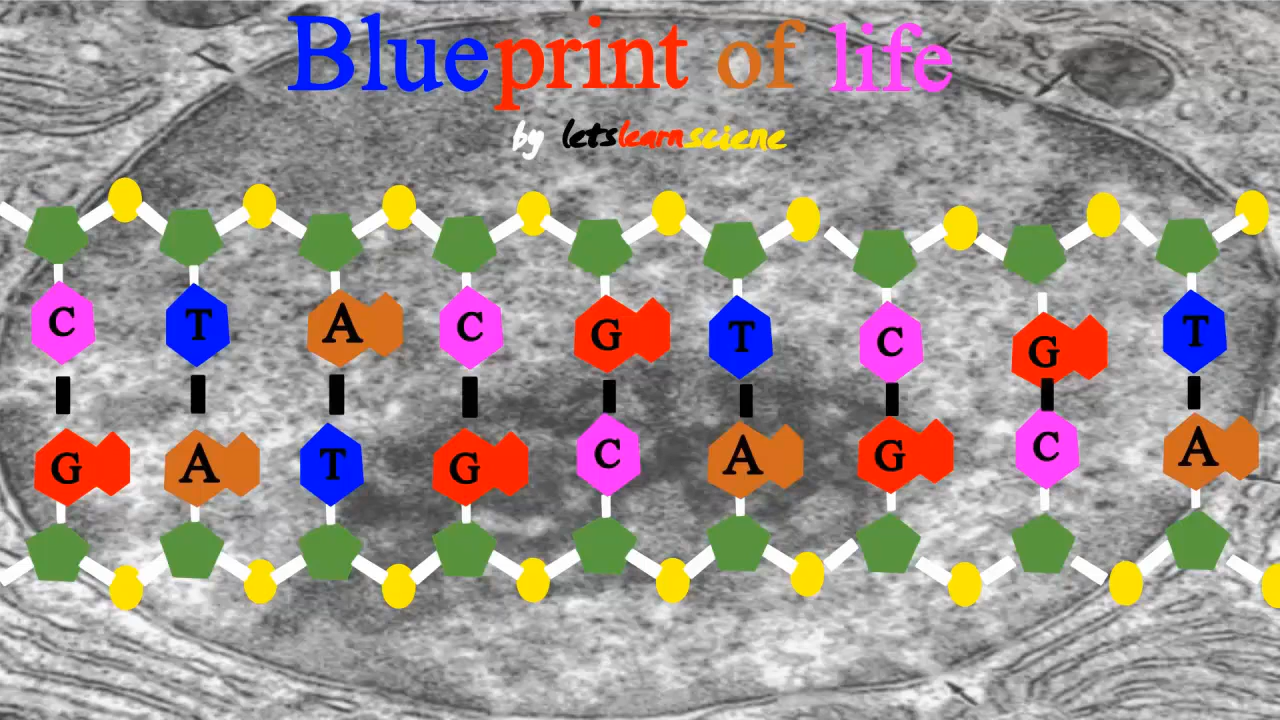 Blueprint of life
by letslearnsciene
C T A C G T C G T
G A T G C A G C A